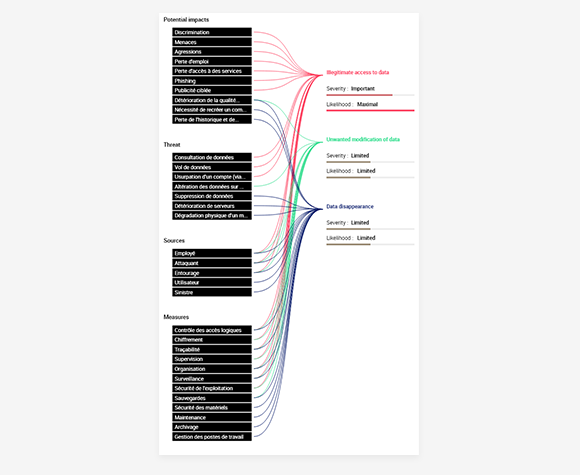 Potential impacts
Discrimination
Menaces
Agressions
Perte d'emploi
Perte d'accès à des services
Phishing
Publicité ciblée
Détérioration de la qualité...
Nécessité de recréer un com...
Perte de l'historique et de...
Threat
Consultation de données
Vol de données
Usurpation d'un compte (via...
Altération des données sur ...
Suppression de données
Détérioration de serveurs
Dégradation physique d'un m...
Sources
Employé
Attaquant
Entourage
Utilisateur
Sinistre
Measures
Contrôle des accès logiques
Chiffrement
Traçabilité
Supervision
Organisation
Surveillance
Sécurité de l'exploitation
Sauvegardes
Sécurité des matériels
Maintenance
Archivage
Gestion des postes de travail
Illegitimate access to data
Severity : Important
Likelihood : Maximal
Unwanted modification of data
Severity : Limited
Likelihood : Limited
Data disappearance
Severity : Limited
Likelihood : Limited